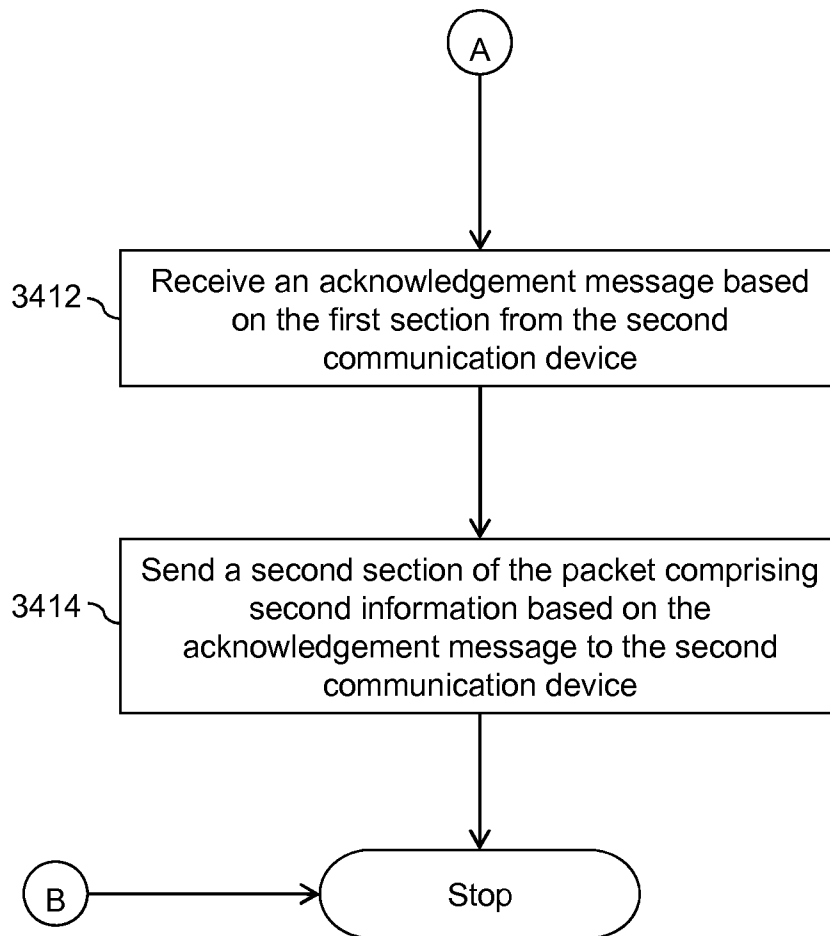 A
3412
Receive an acknowledgement message based
on the first section from the second
communication device
3414
Send a second section of the packet comprising
second information based on the
acknowledgement message to the second
communication device
B
Stop